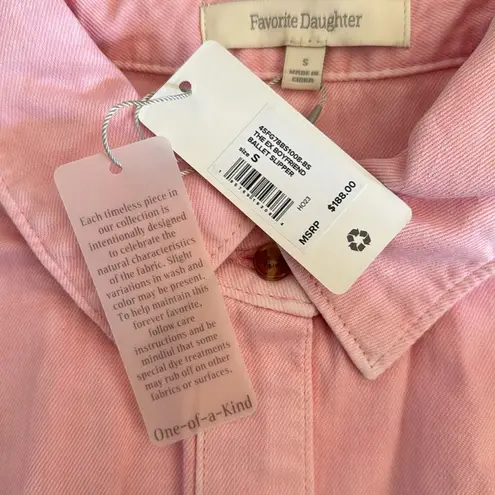 Favorite Daughter
S
MADE IN
CHINA
45PG78BS1008-BS
THE EX BOYFRIEND
BALLET SLIPPER
size S
HO23
MSRP $188.00
Each timeless piece in
our collection is
intentionally designed
to celebrate the
natural characteristics
of the fabric. Slight
variations in wash and
color may be present.
To help maintain this
forever favorite,
follow care
instructions and be
mindful that some
special dye treatments
may rub off on other
fabrics or surfaces.
One-of-a-Kind